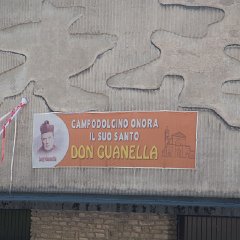 CAMPODOLCINO ONORA
IL SUO SANTO
DON GUANELLA